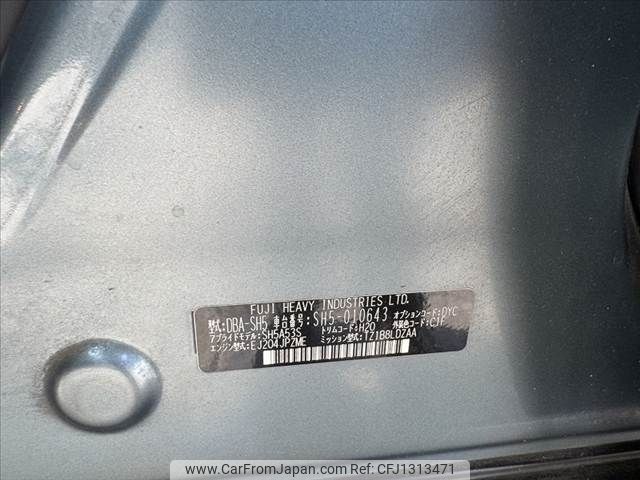 FUJI HEAVY INDUSTRIES LTD.
型式:DBA-SH5 車台番号:SH5-010643 オプションコード:DYC
アプライドモデル:SH5A53S トリムコード:H20 外装色コード:CJF
エンジン型式:EJ204JPZME ミッション型式:TZ1B8LDZAA
www.CarFromJapan.com Ref No. CFJ1313471